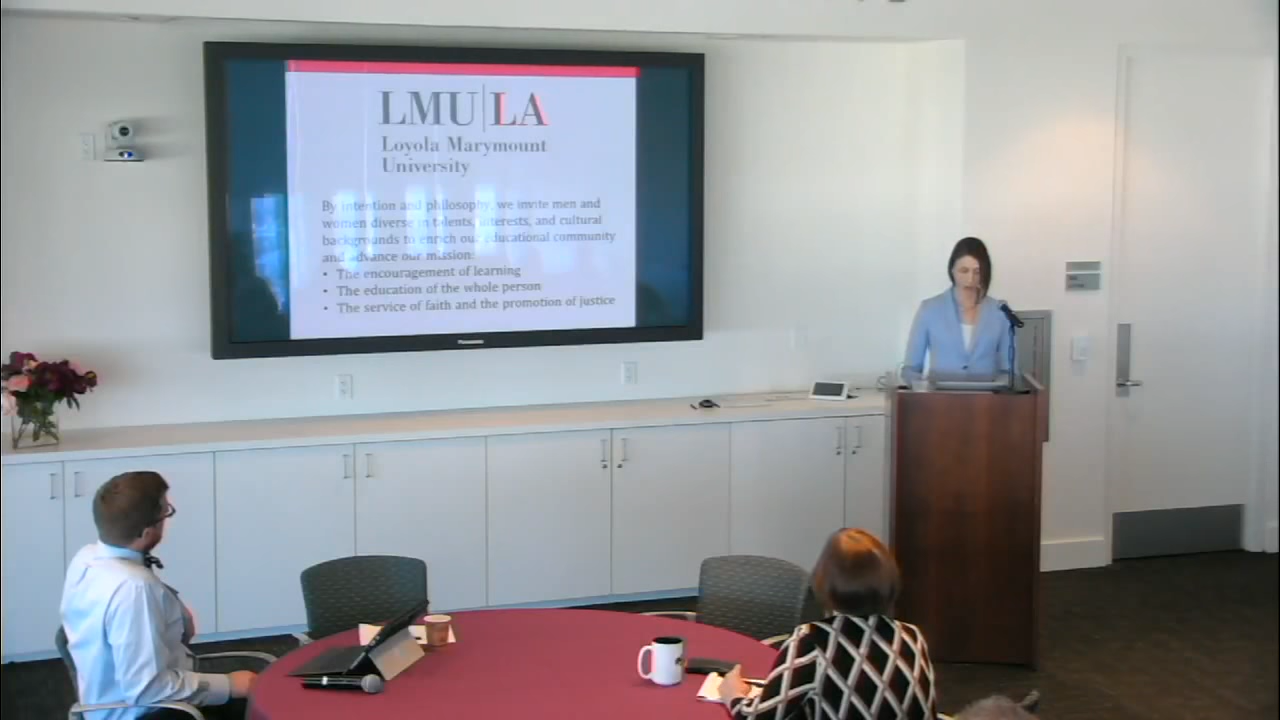 LMU|LA
Loyola Marymount
University
By intention and philosophy, we invite men and
women diverse in talents, interests, and cultural
backgrounds to enrich our educational community
and advance our mission:
• The encouragement of learning
• The education of the whole person
• The service of faith and the promotion of justice
Panasonic